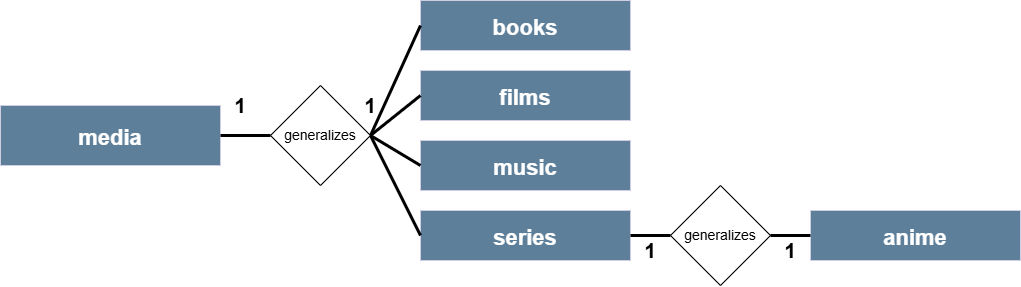 books
films
1
1
generalizes
media
music
series
generalizes
anime
1
1